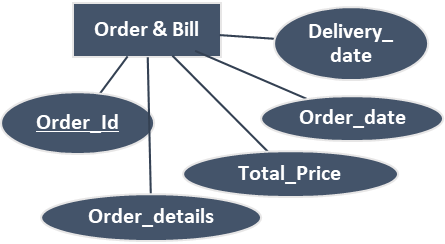 Order & Bill
Delivery_
date
Order_Id
Order_date
Total_Price
Order_details